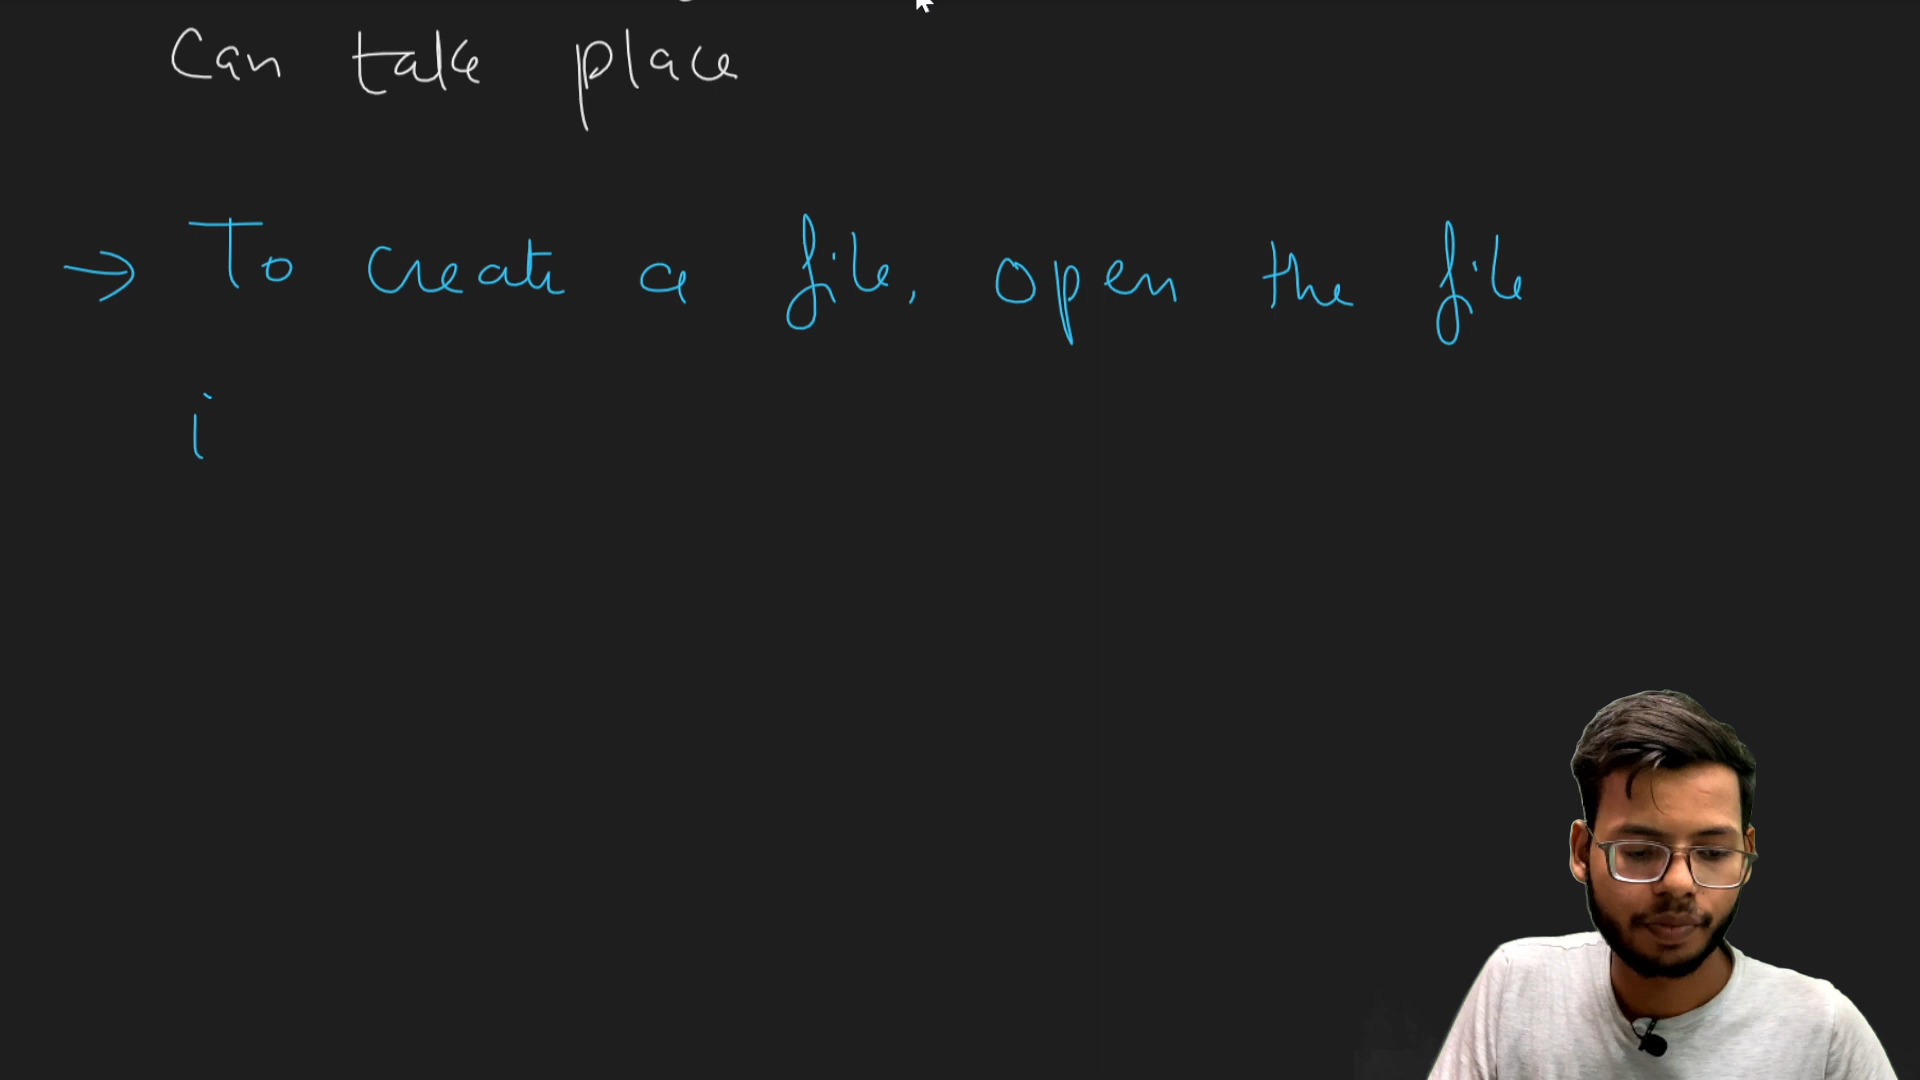 Can take place
→ To create a file, open the file
i